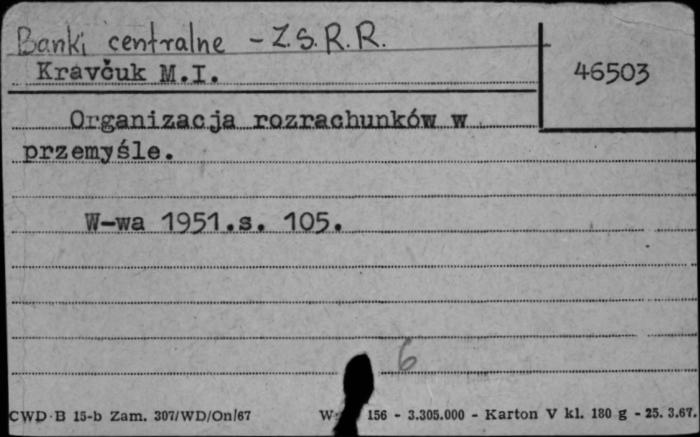 Banki centralne - Z.S.R.R.
Kravčuk M.I.
46503
Organizacja rozrachunków w
przemyśle.
W-wa 1951.s. 105.
6
CWD-B 15-b Zam. 307/WD/On/67 W 156 - 3.305.000 - Karton V kl. 180 g - 25. 3.67.